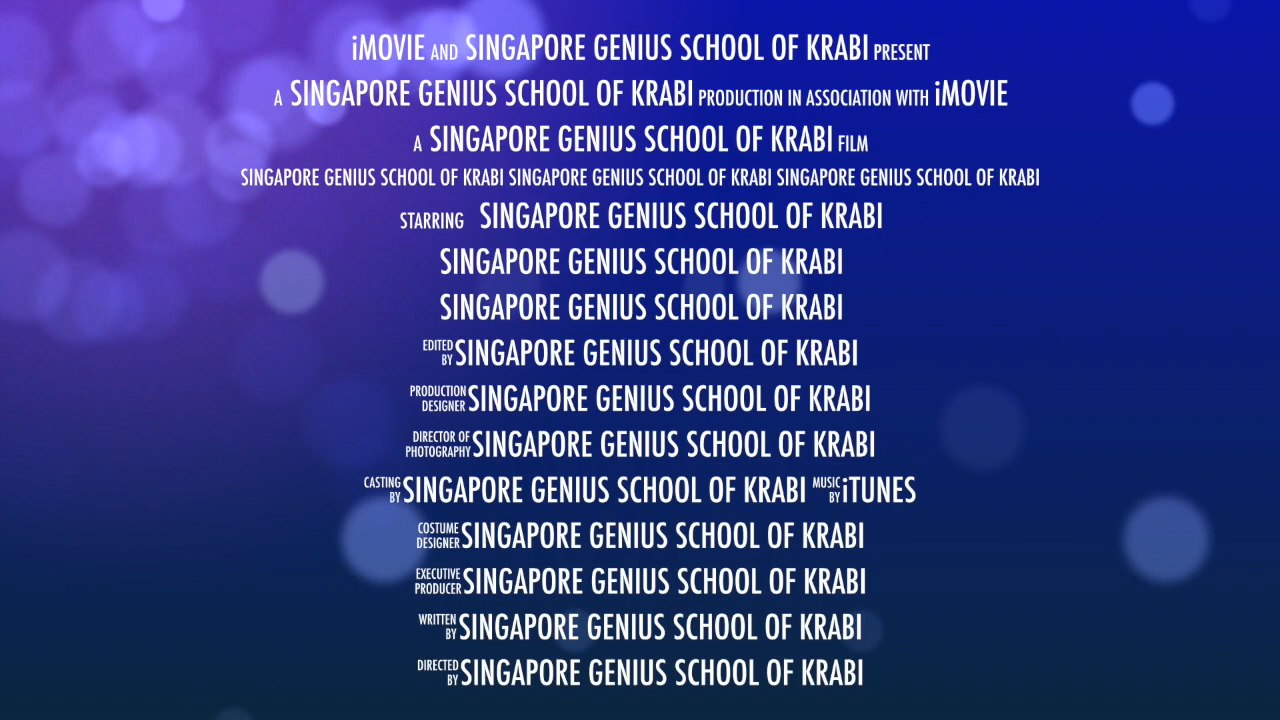 iMOVIE AND SINGAPORE GENIUS SCHOOL OF KRABI PRESENT
A SINGAPORE GENIUS SCHOOL OF KRABI PRODUCTION IN ASSOCIATION WITH iMOVIE
A SINGAPORE GENIUS SCHOOL OF KRABI FILM
SINGAPORE GENIUS SCHOOL OF KRABI SINGAPORE GENIUS SCHOOL OF KRABI SINGAPORE GENIUS SCHOOL OF KRABI
STARRING SINGAPORE GENIUS SCHOOL OF KRABI
SINGAPORE GENIUS SCHOOL OF KRABI
SINGAPORE GENIUS SCHOOL OF KRABI
EDITED BY SINGAPORE GENIUS SCHOOL OF KRABI
PRODUCTION DESIGNER SINGAPORE GENIUS SCHOOL OF KRABI
DIRECTOR OF PHOTOGRAPHY SINGAPORE GENIUS SCHOOL OF KRABI
CASTING BY SINGAPORE GENIUS SCHOOL OF KRABI MUSIC BY iTUNES
COSTUME DESIGNER SINGAPORE GENIUS SCHOOL OF KRABI
EXECUTIVE PRODUCER SINGAPORE GENIUS SCHOOL OF KRABI
WRITTEN BY SINGAPORE GENIUS SCHOOL OF KRABI
DIRECTED BY SINGAPORE GENIUS SCHOOL OF KRABI